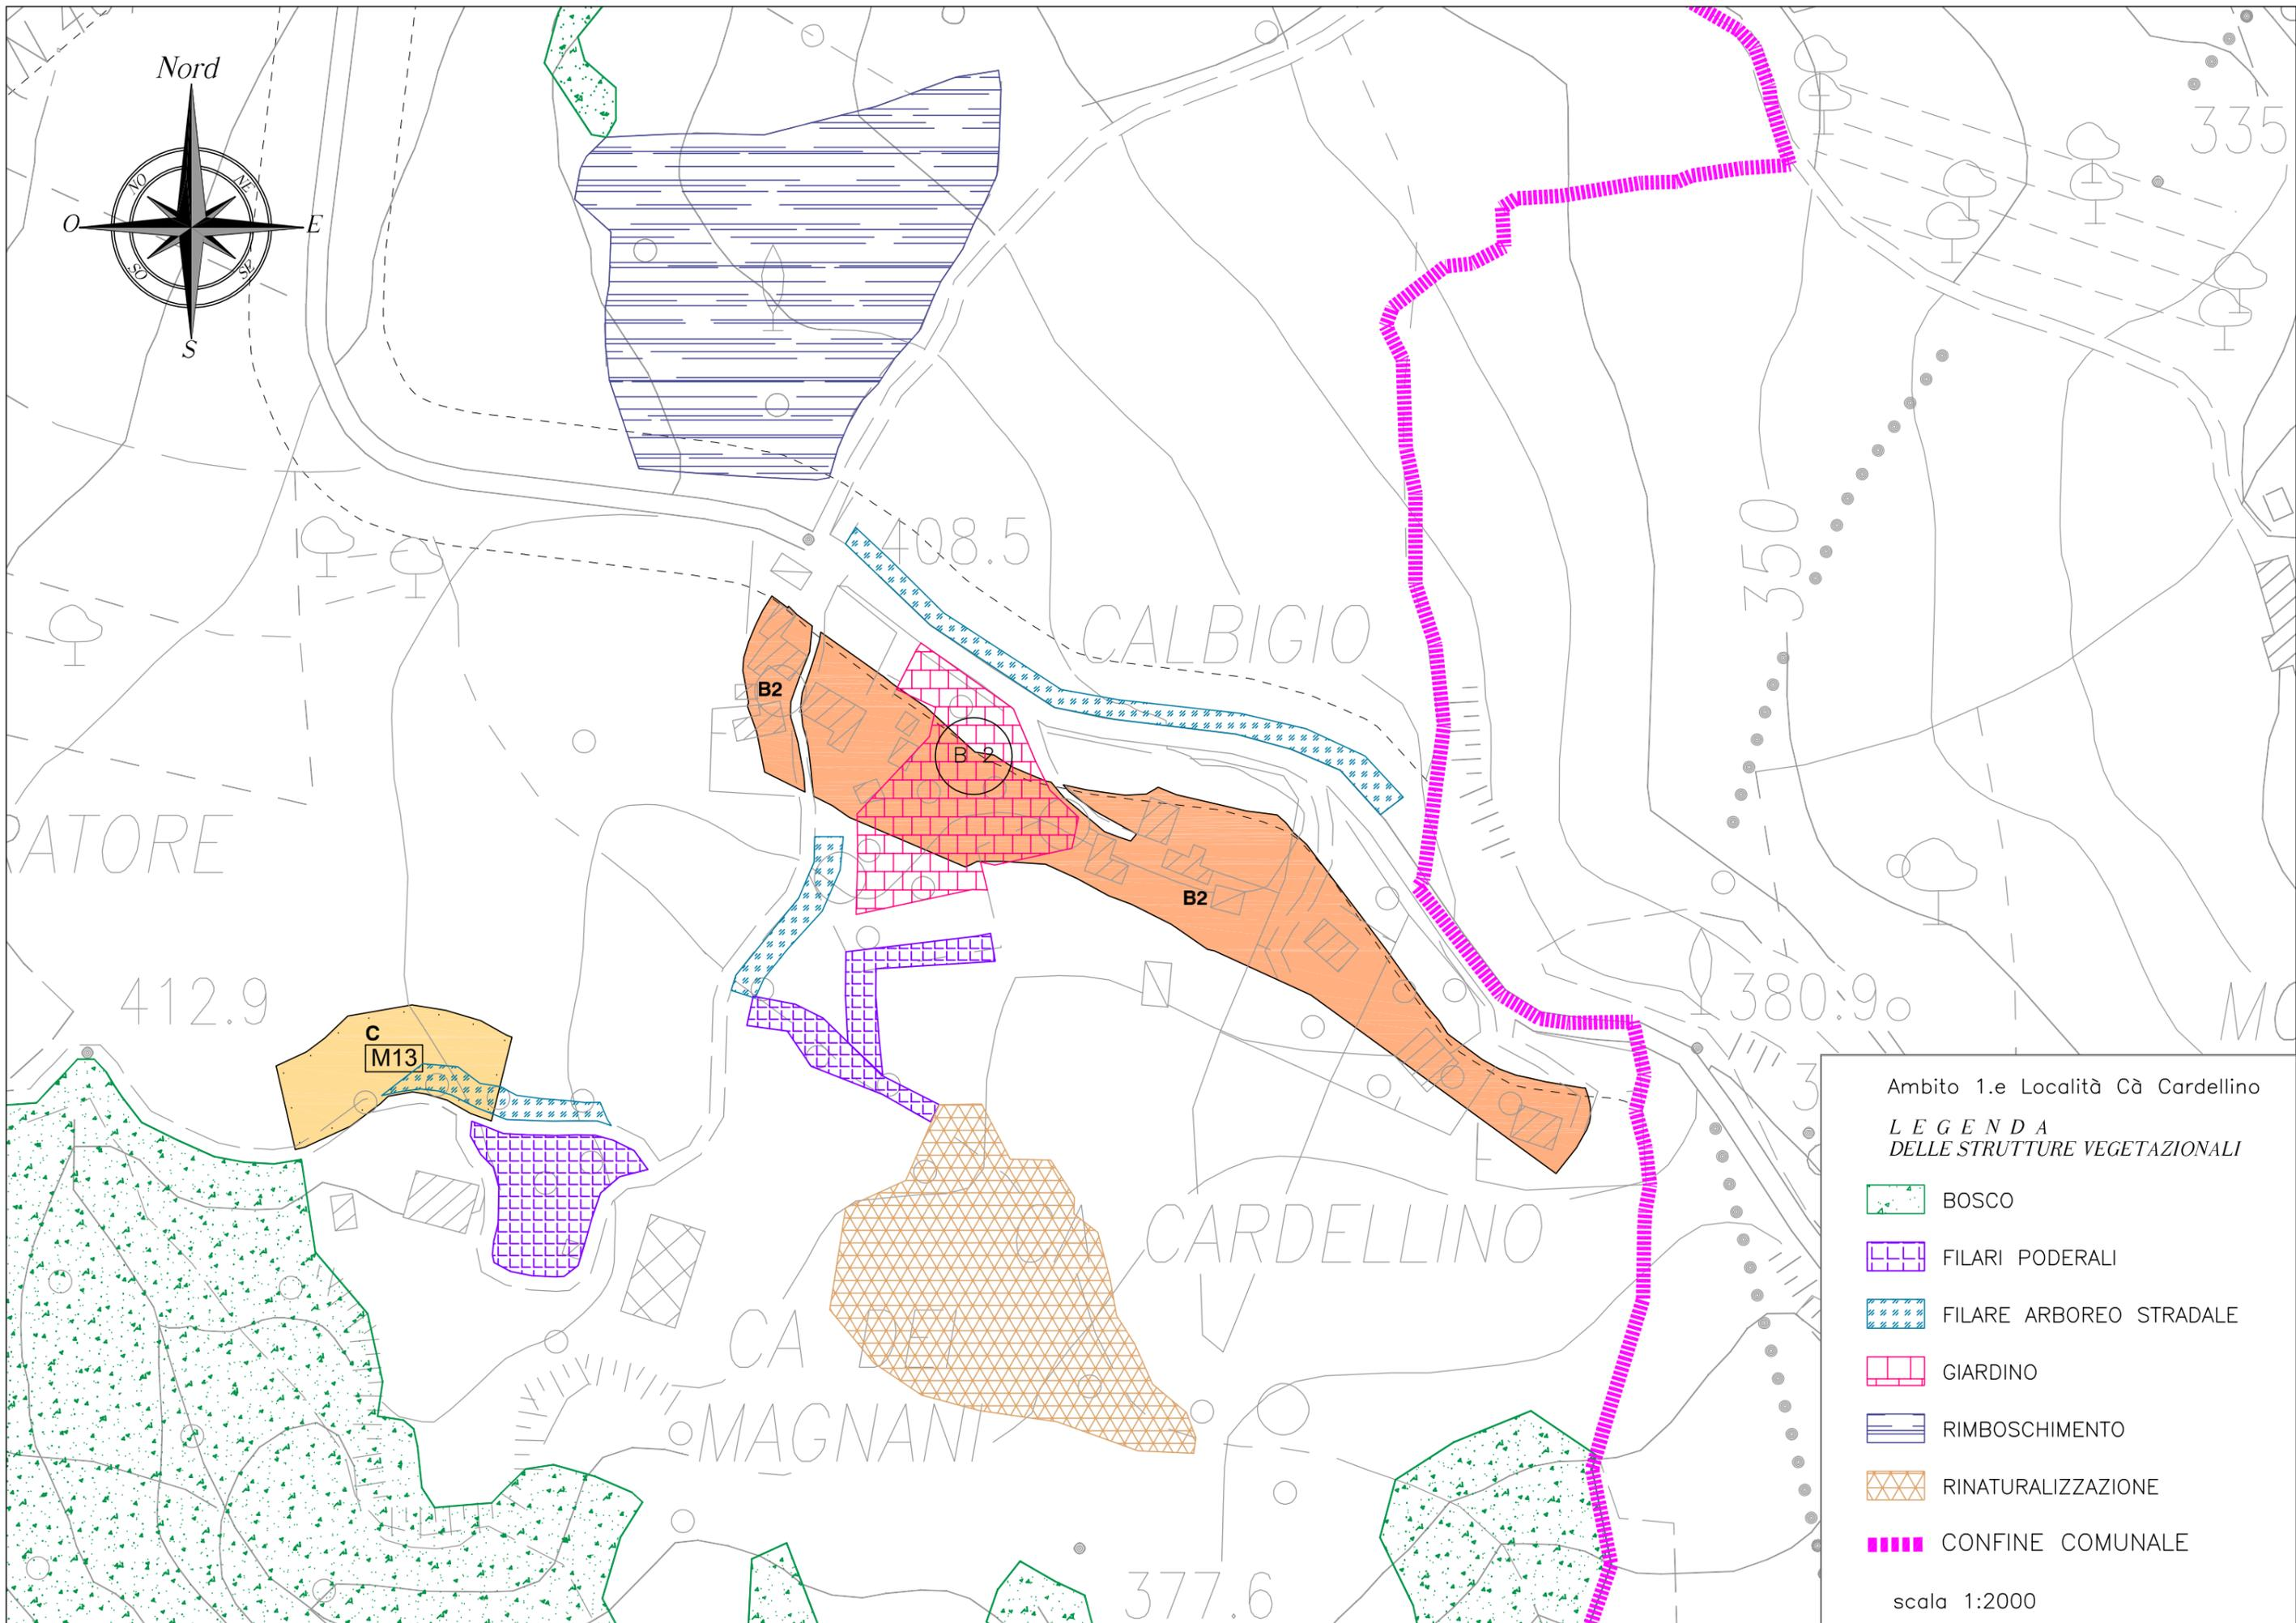 Nord
NO
NE
O
E
SO
SE
S
335
408.5
CALBIGIO
350
B2
B 2
RATORE
B2
412.9
380.9
C
M13
CARDELLINO
CA DEI
MAGNANI
377.6
Ambito 1.e Località Cà Cardellino
LEGENDA
DELLE STRUTTURE VEGETAZIONALI
BOSCO
FILARI PODERALI
FILARE ARBOREO STRADALE
GIARDINO
RIMBOSCHIMENTO
RINATURALIZZAZIONE
CONFINE COMUNALE
scala 1:2000